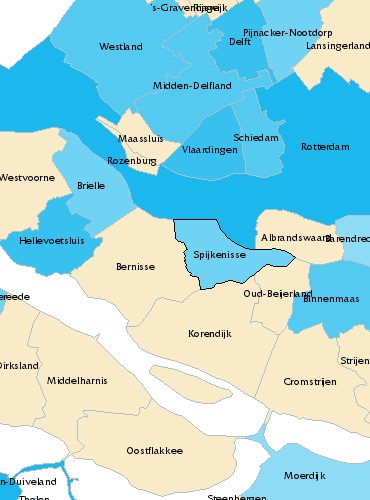 's-Gravenhage
Rijswijk
Pijnacker-Nootdorp
Westland
Delft
Lansingerland
Midden-Delfland
Maassluis
Schiedam
Vlaardingen
Rotterdam
Rozenburg
Westvoorne
Brielle
Hellevoetsluis
Albrandswaard
Barendrec
Spijkenisse
Bernisse
Oud-Beijerland
Binnenmaas
ereede
Korendijk
Strijen
Dirksland
Middelharnis
Cromstrijen
Oostflakkee
Moerdijk
n-Duiveland
Tholen
Steenbergen